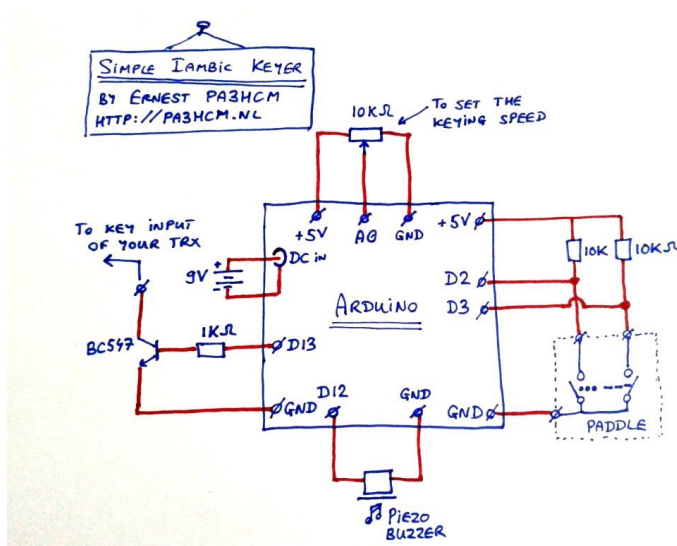 SIMPLE IAMBIC KEYER
BY ERNEST PA3HCM
HTTP://PA3HCM.NL
10KΩ
TO SET THE
KEYING SPEED
TO KEY INPUT
OF YOUR TRX
+5V
A0
GND
+5V
DC in
9V
+
-
10K
10KΩ
D2
D3
ARDUINO
BC547
1KΩ
D13
GND
D12
GND
GND
PADDLE
PIEZO
BUZZER